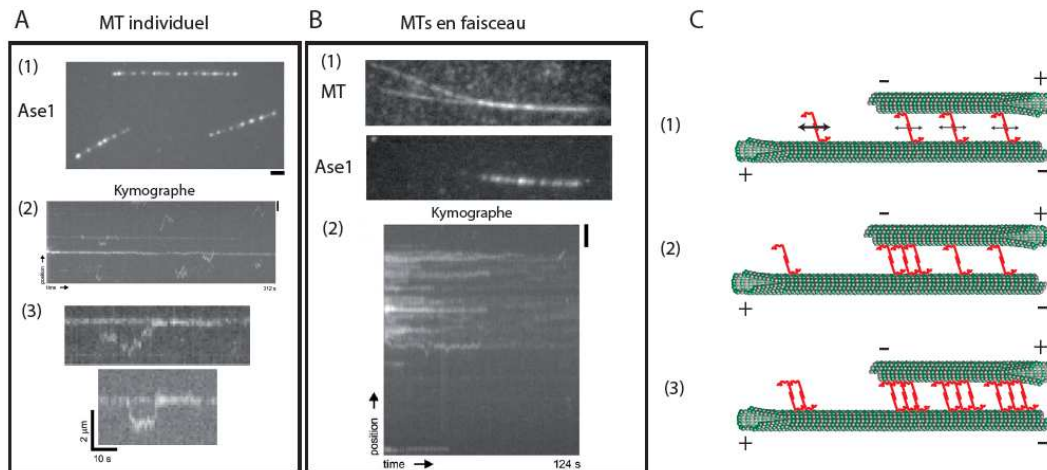 A
MT individuel
(1)
Ase1
Kymographe
(2)
position
time
312 s
(3)
2 µm
10 s
B
MTs en faisceau
(1)
MT
Ase1
Kymographe
(2)
position
time
124 s
C
(1)
-
+
+
-
(2)
-
+
+
-
(3)
-
+
+
-